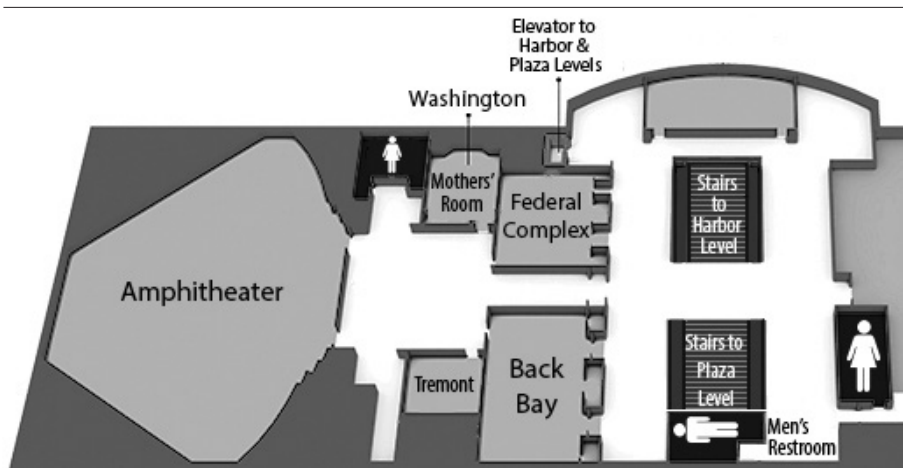 Elevator to
Harbor &
Plaza Levels
Washington
Mothers'
Room
Federal
Complex
Stairs
to
Harbor
Level
Amphitheater
Tremont
Back
Bay
Stairs to
Plaza
Level
Men's
Restroom